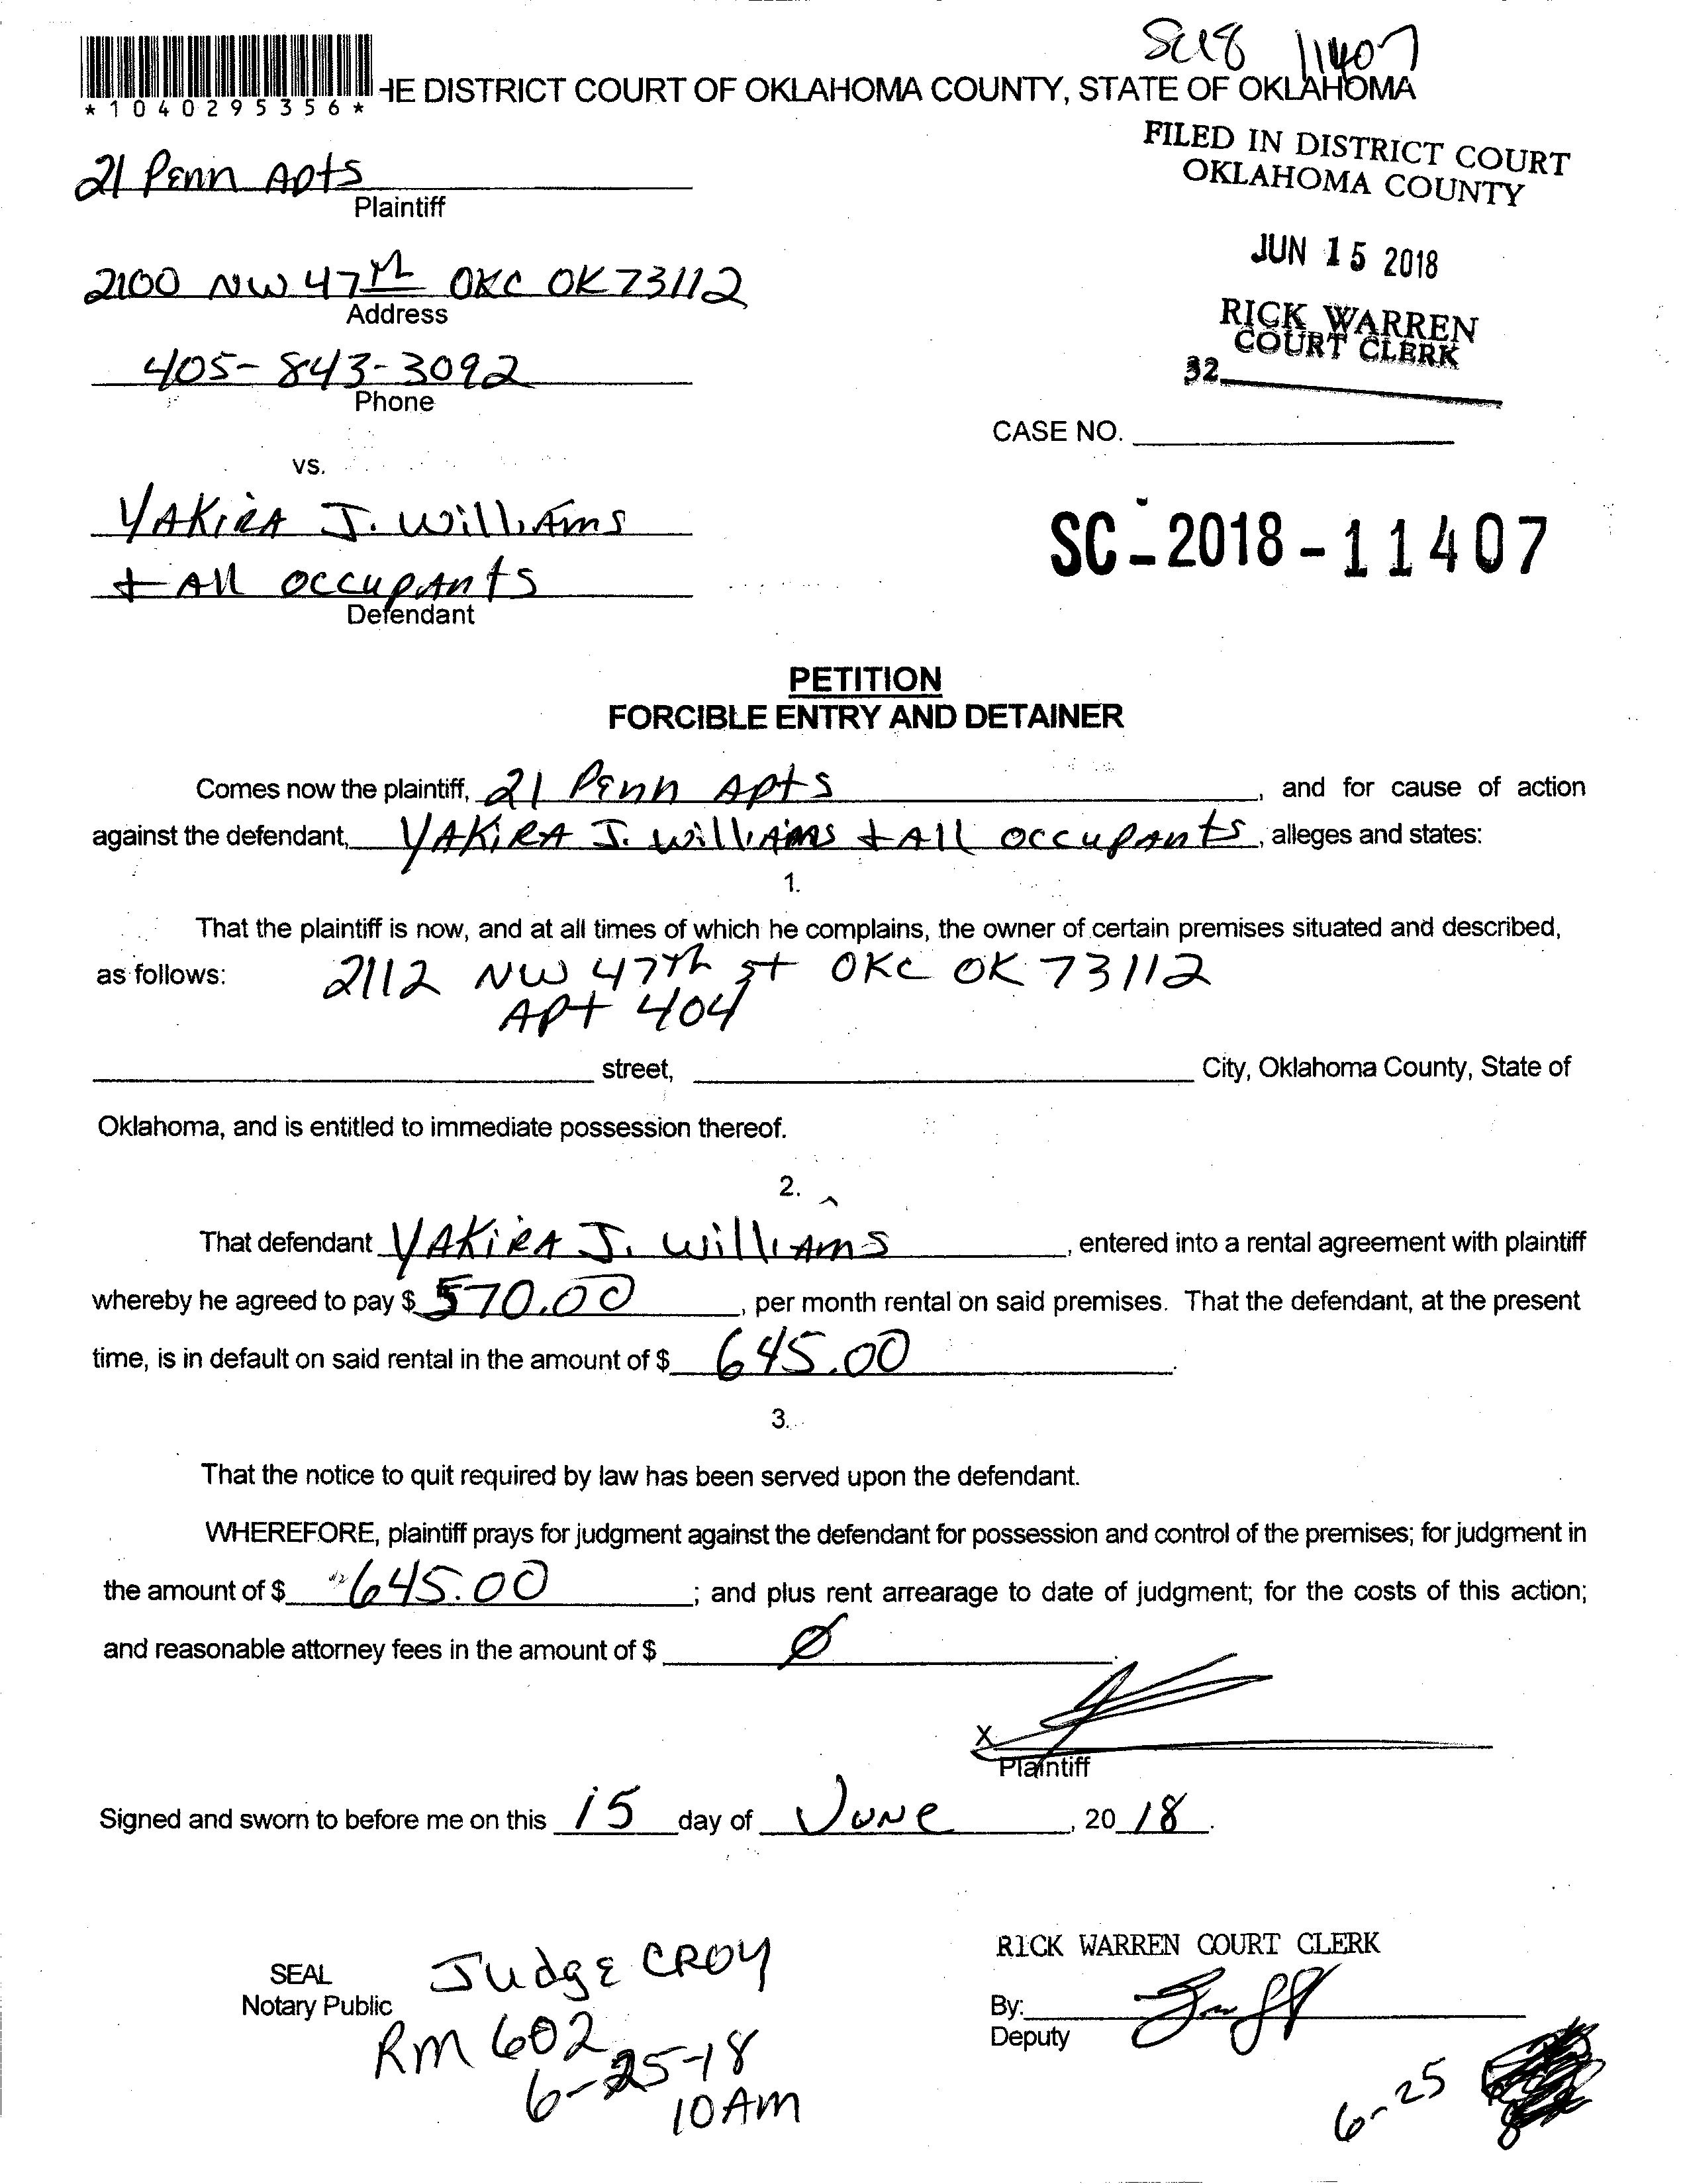 SC18 11407
*1040295356*
HE DISTRICT COURT OF OKLAHOMA COUNTY, STATE OF OKLAHOMA
FILED IN DISTRICT COURT
OKLAHOMA COUNTY
JUN 15 2018
RICK WARREN
COURT CLERK
32
21 Penn Apts
Plaintiff
2100 NW 47th OKC OK 73112
Address
405-843-3092
Phone
CASE NO.
vs.
YAKiRA J. Williams
+ All occupants
Defendant
SC-2018-11407
PETITION
FORCIBLE ENTRY AND DETAINER
Comes now the plaintiff, 21 Penn Apts, and for cause of action
against the defendant, YAKiRA J. Williams + All occupants, alleges and states:
1.
That the plaintiff is now, and at all times of which he complains, the owner of certain premises situated and described,
as follows: 2112 NW 47th st OKC OK 73112
Apt 404
street, City, Oklahoma County, State of
Oklahoma, and is entitled to immediate possession thereof.
2.
That defendant YAKiRA J. Williams, entered into a rental agreement with plaintiff
whereby he agreed to pay $ 570.00, per month rental on said premises. That the defendant, at the present
time, is in default on said rental in the amount of $ 645.00.
3.
That the notice to quit required by law has been served upon the defendant.
WHEREFORE, plaintiff prays for judgment against the defendant for possession and control of the premises; for judgment in
the amount of $ 645.00; and plus rent arrearage to date of judgment; for the costs of this action;
and reasonable attorney fees in the amount of $ Ø.
X
Plaintiff
Signed and sworn to before me on this 15 day of June, 20 18.
RICK WARREN COURT CLERK
SEAL
Notary Public
Judge CROY
RM 602
6-25-18
10 AM
By:
Deputy
6-25